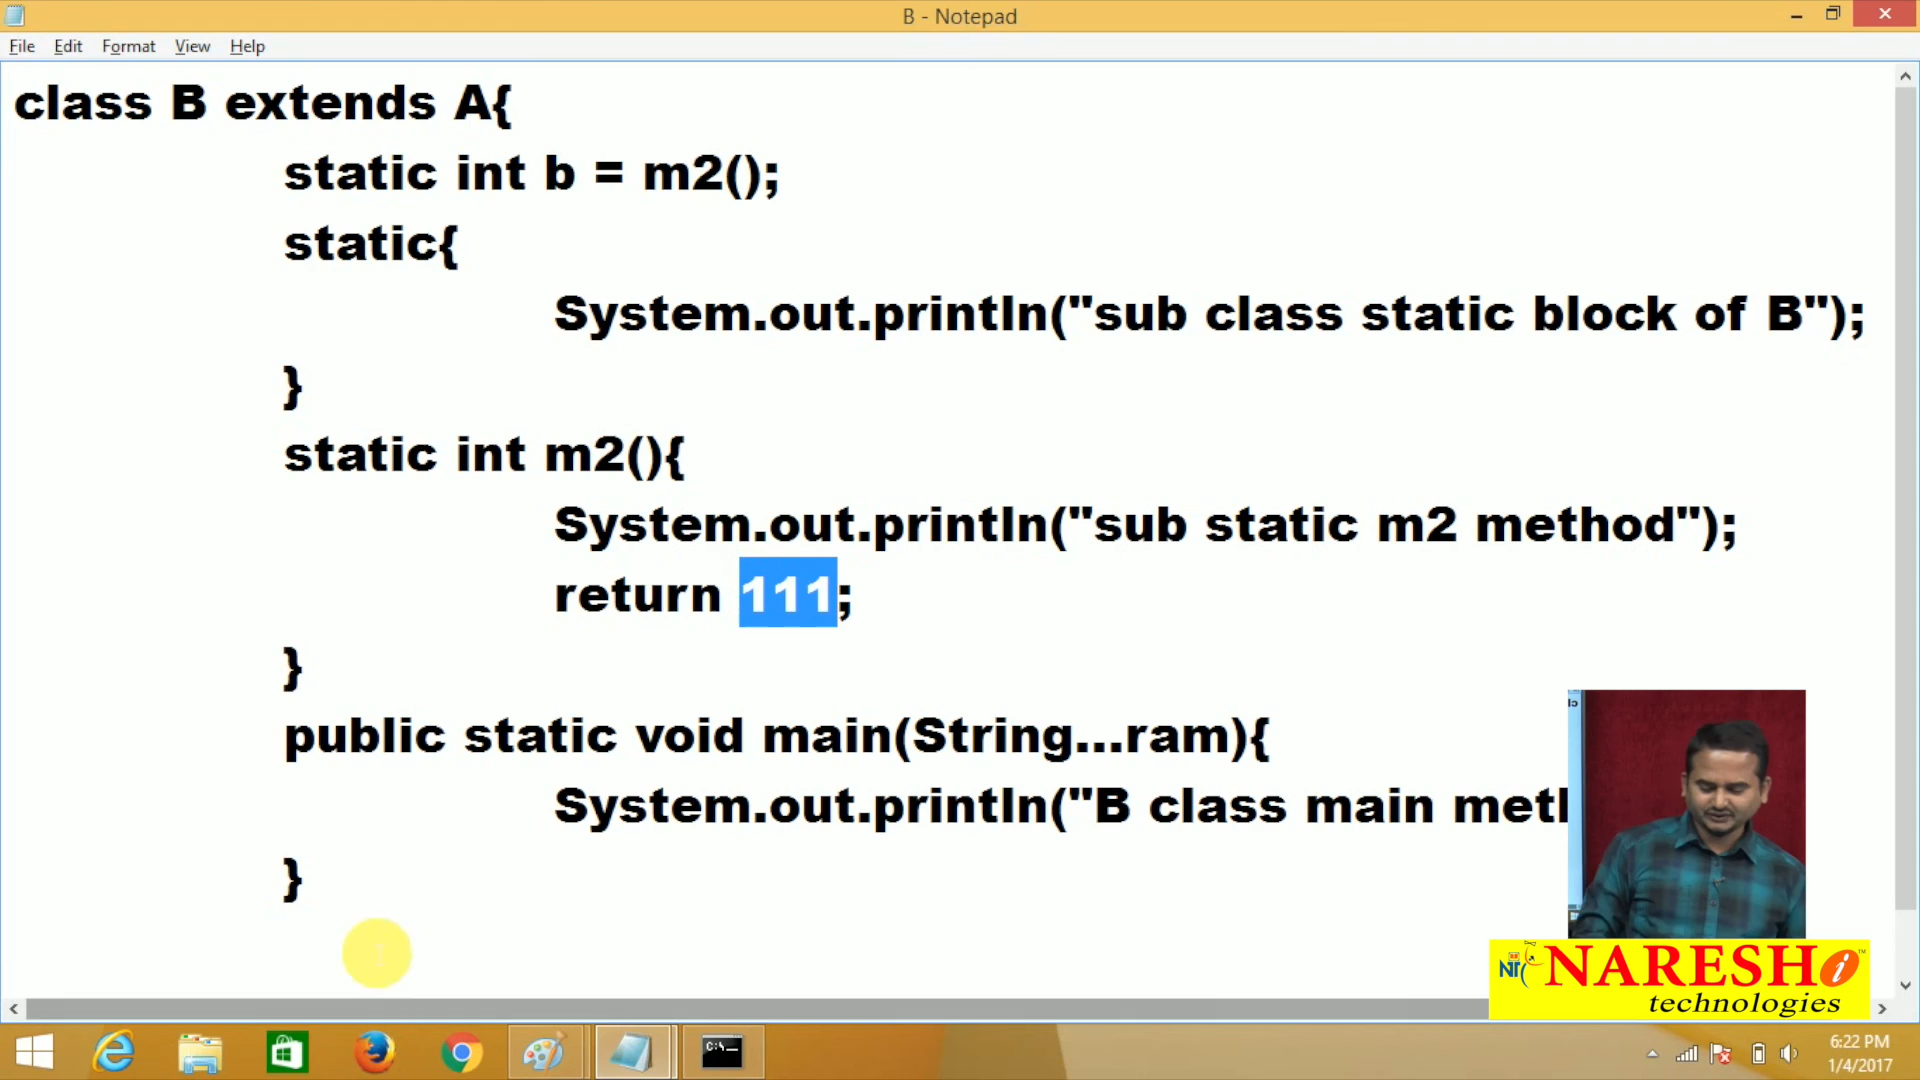 B - Notepad
File Edit Format View Help
class B extends A{
static int b = m2();
static{
System.out.println("sub class static block of B");
}
static int m2(){
System.out.println("sub static m2 method");
return 111;
}
public static void main(String...ram){
System.out.println("B class main
}
NARESH i
technologies
6:22 PM
1/4/2017